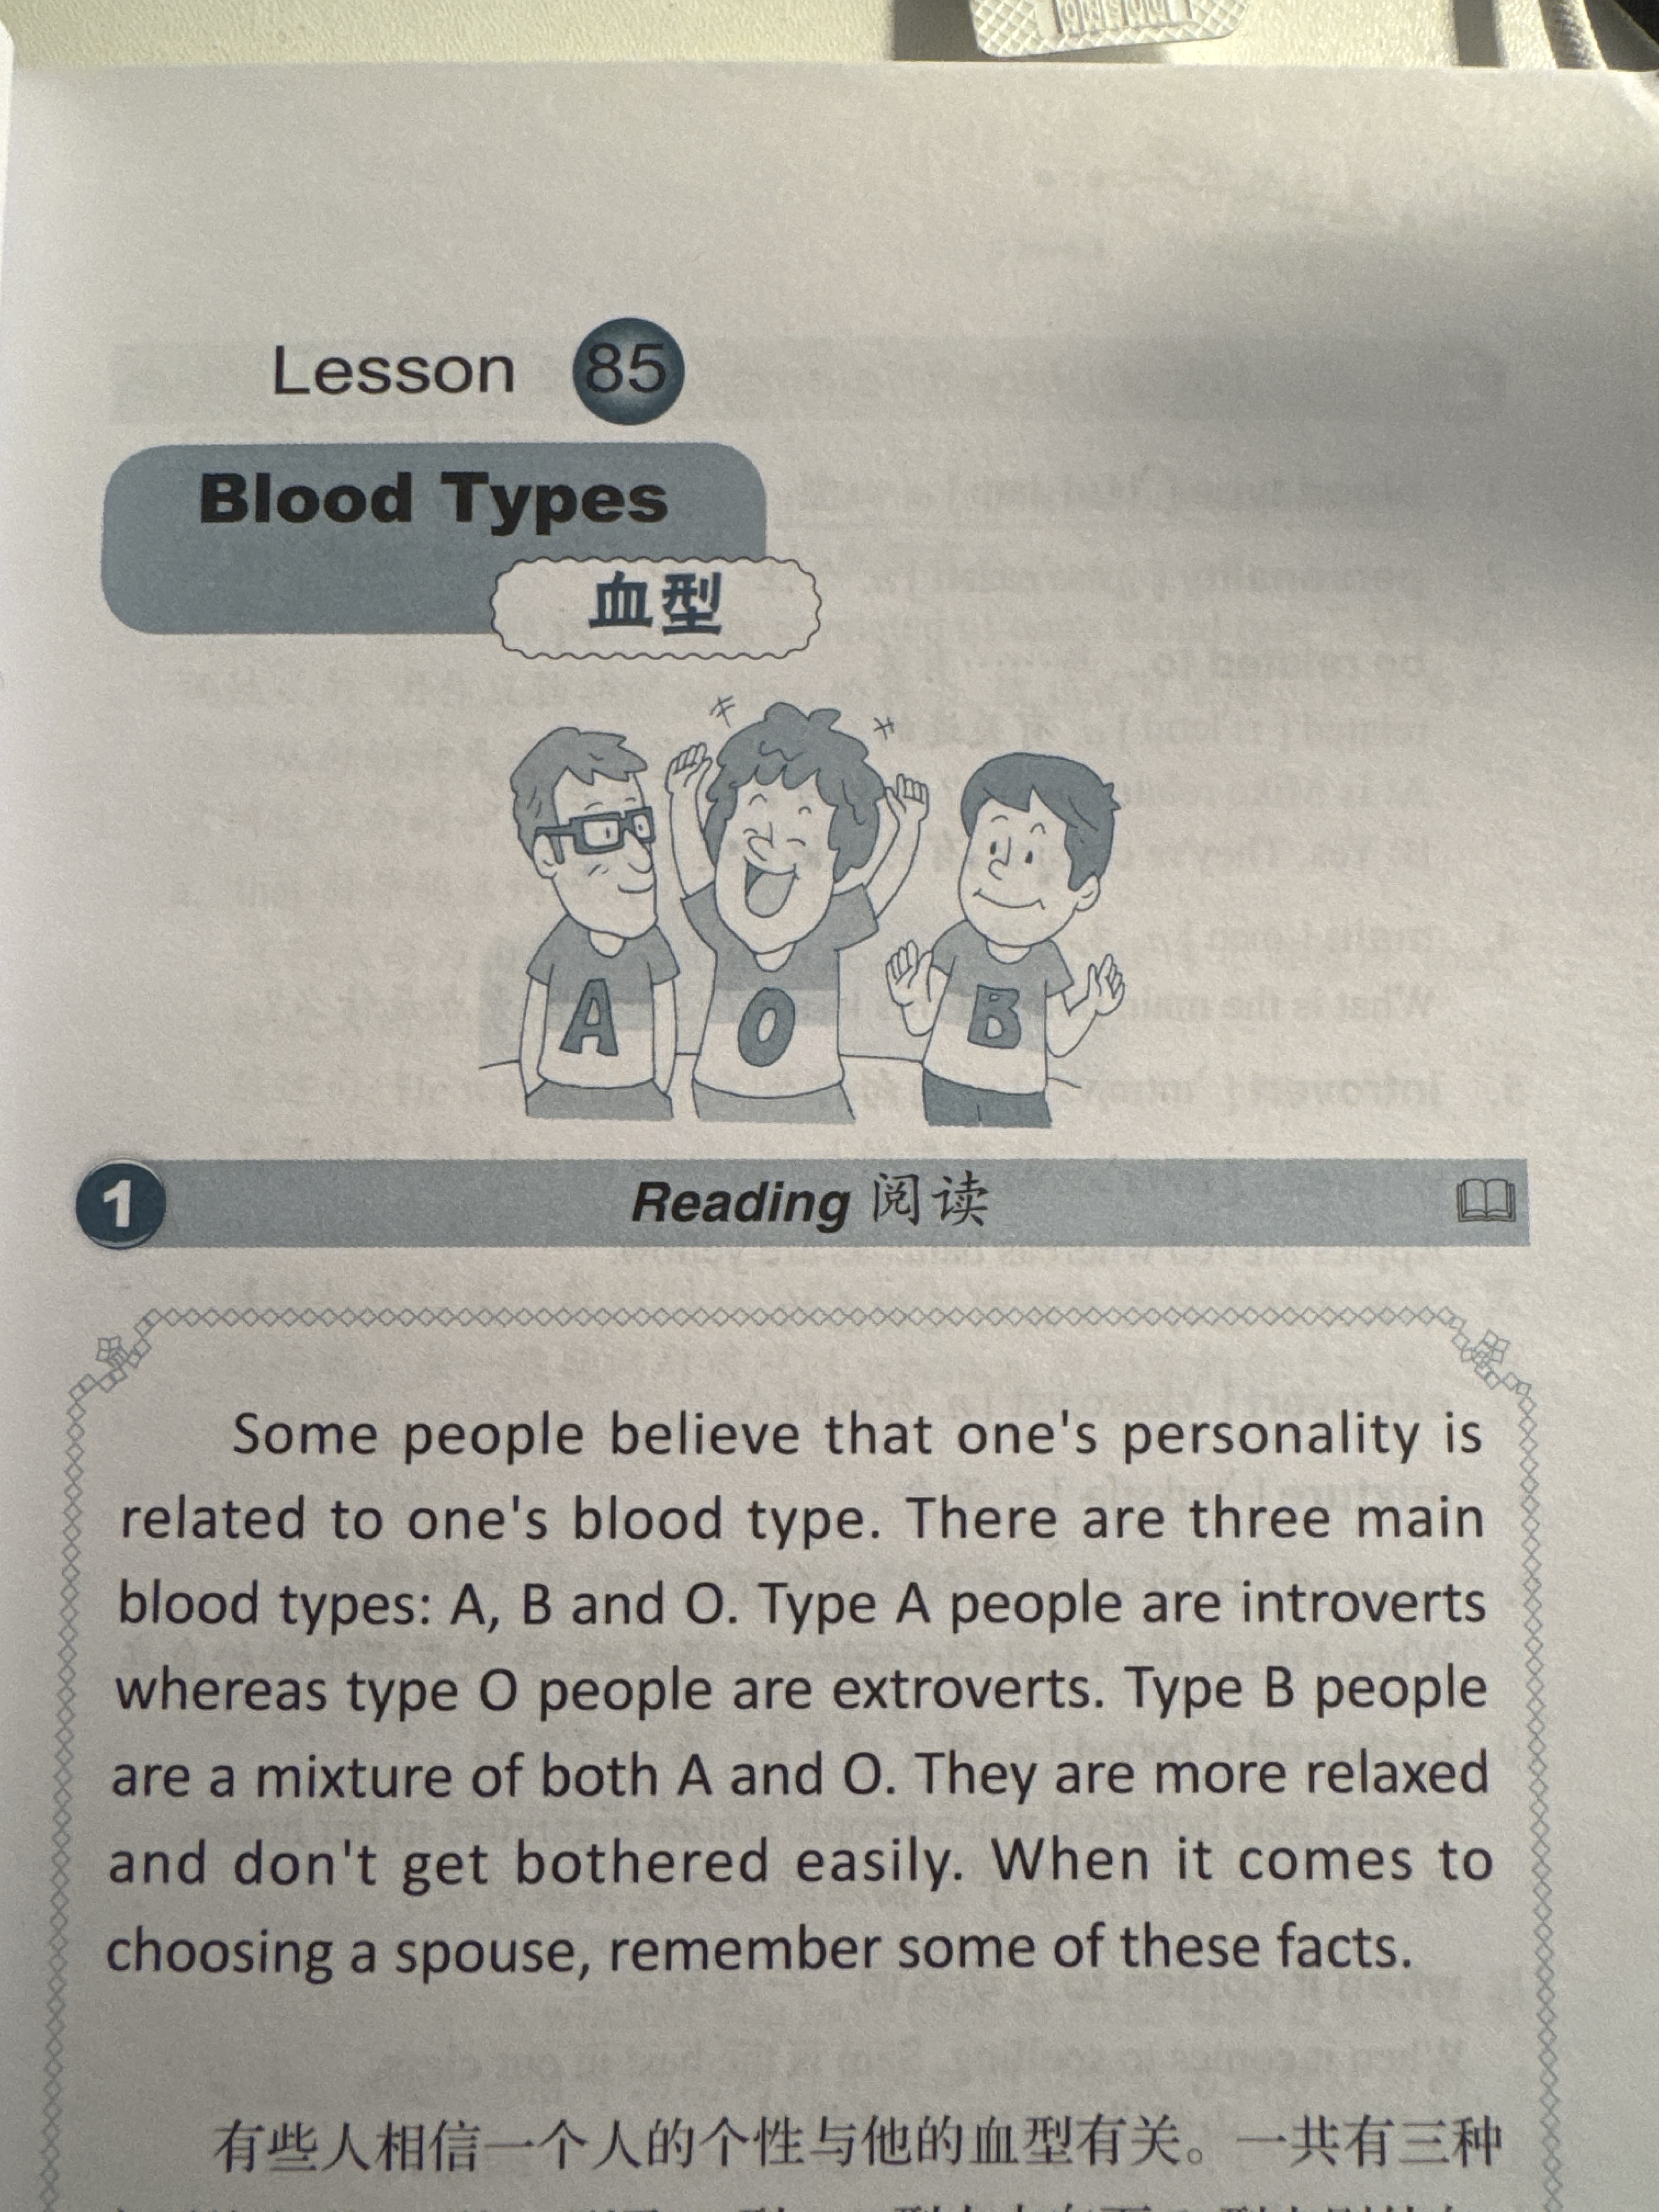 Lesson 85
Blood Types
血型
A O B
1 Reading 阅读
Some people believe that one's personality is
related to one's blood type. There are three main
blood types: A, B and O. Type A people are introverts
whereas type O people are extroverts. Type B people
are a mixture of both A and O. They are more relaxed
and don't get bothered easily. When it comes to
choosing a spouse, remember some of these facts.
有些人相信一个人的个性与他的血型有关。一共有三种